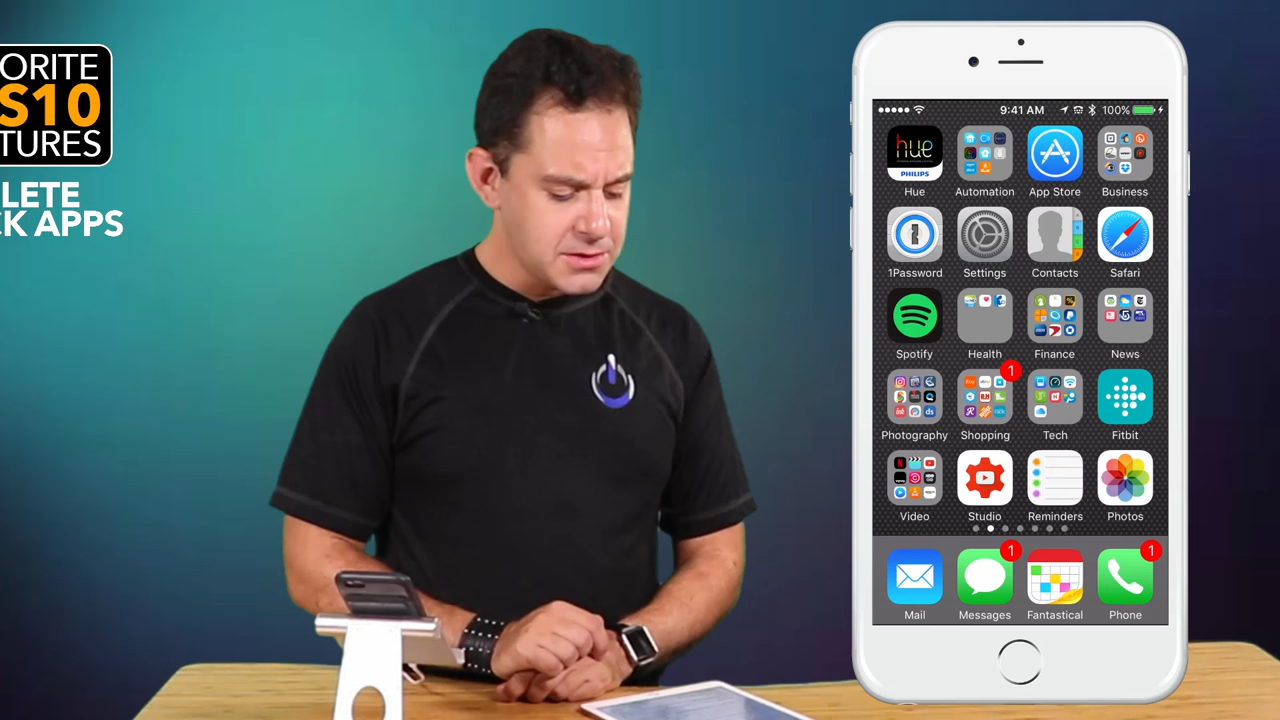 ORITE
S10
TURES
LETE
CK APPS
9:41 AM 100%
hue
PHILIPS
Hue Automation App Store Business
1Password Settings Contacts Safari
Spotify Health Finance News
1
Photography Shopping Tech Fitbit
Video Studio Reminders Photos
1 1
Mail Messages Fantastical Phone